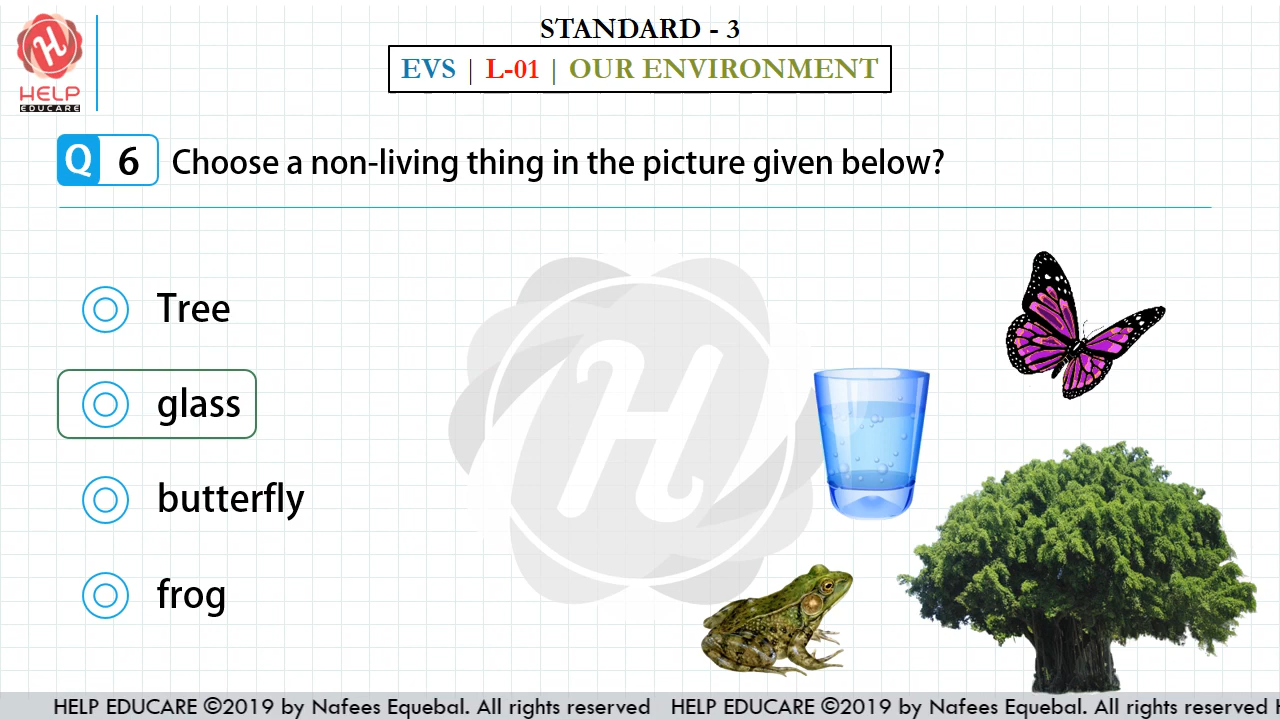 HELP
EDUCARE
STANDARD - 3
EVS | L-01 | OUR ENVIRONMENT
Q 6 Choose a non-living thing in the picture given below?
Tree
glass
butterfly
frog
H
HELP EDUCARE ©2019 by Nafees Equebal. All rights reserved HELP EDUCARE ©2019 by Nafees Equebal. All rights reserved